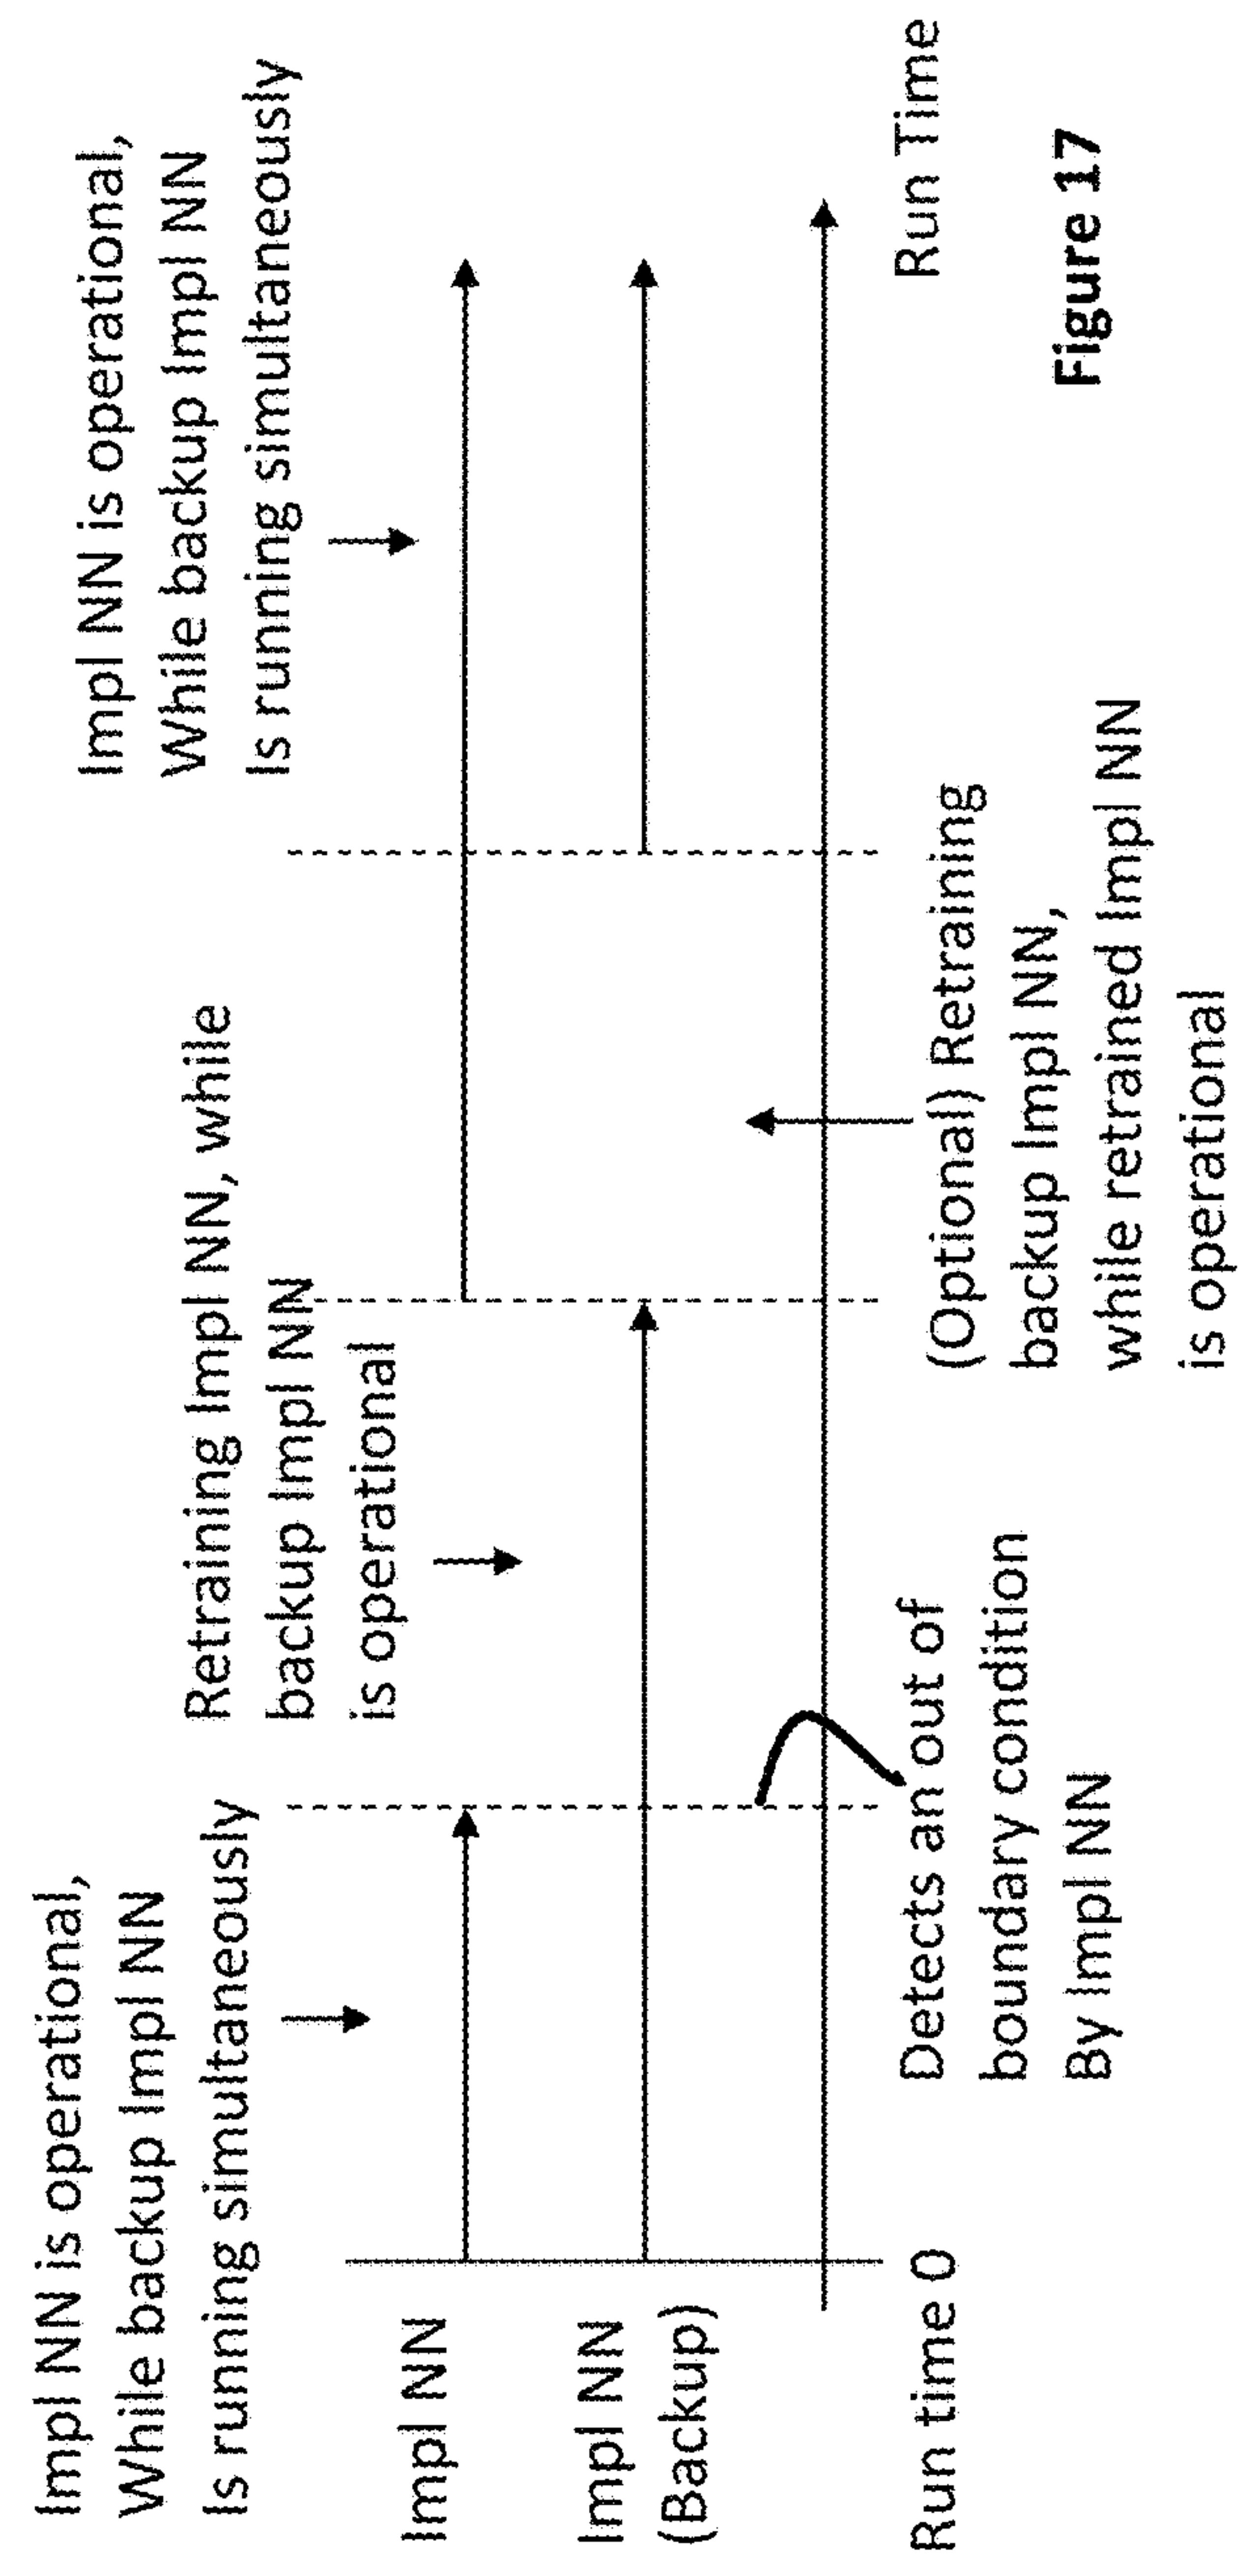 Impl NN is operational,
While backup Impl NN
Is running simultaneously
Retraining Impl NN, while
backup Impl NN
is operational
Impl NN is operational,
While backup Impl NN
Is running simultaneously
Impl NN
Impl NN
(Backup)
Run time 0
Detects an out of
boundary condition
By Impl NN
(Optional) Retraining
backup Impl NN,
while retrained Impl NN
is operational
Run Time
Figure 17